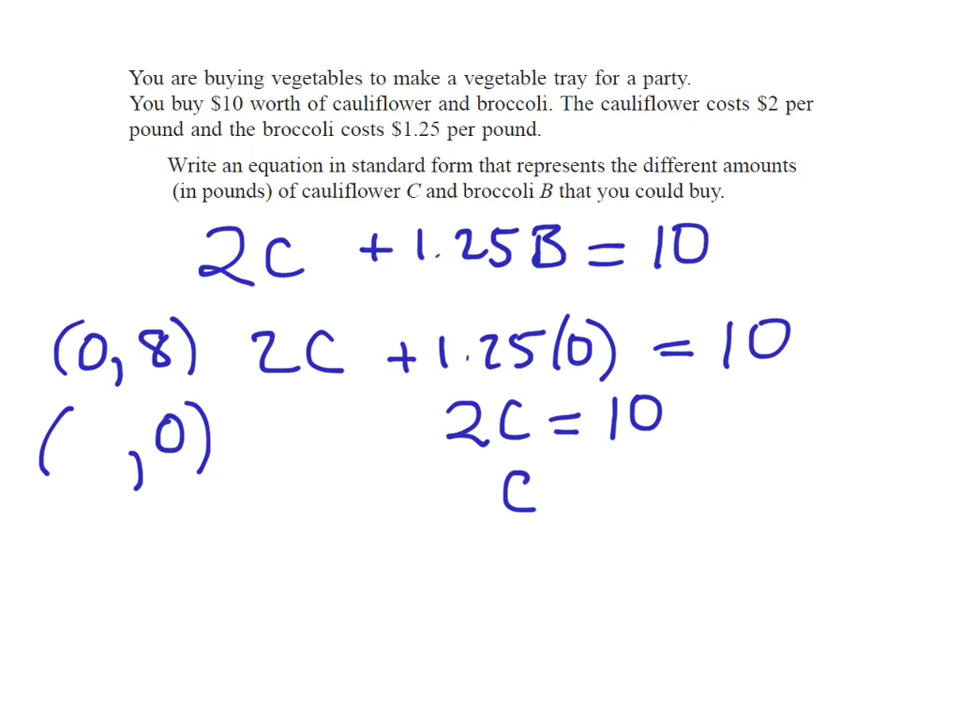 You are buying vegetables to make a vegetable tray for a party.
You buy $10 worth of cauliflower and broccoli. The cauliflower costs $2 per
pound and the broccoli costs $1.25 per pound.
Write an equation in standard form that represents the different amounts
(in pounds) of cauliflower C and broccoli B that you could buy.
2C + 1.25B = 10
(0, 8) 2C + 1.25(0) = 10
( , 0) 2C = 10
C